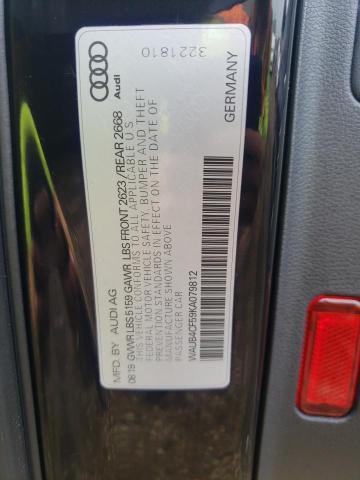 MFD. BY AUDI AG
06.19 GVWR LBS 5159 GAWR LBS FRONT 2623 / REAR 2668
THIS VEHICLE CONFORMS TO ALL APPLICABLE U.S.
FEDERAL MOTOR VEHICLE SAFETY, BUMPER AND THEFT
PREVENTION STANDARDS IN EFFECT ON THE DATE OF
MANUFACTURE SHOWN ABOVE.
PASSENGER CAR.
WAUB4CF59KA079812
GERMANY
Audi
3221810